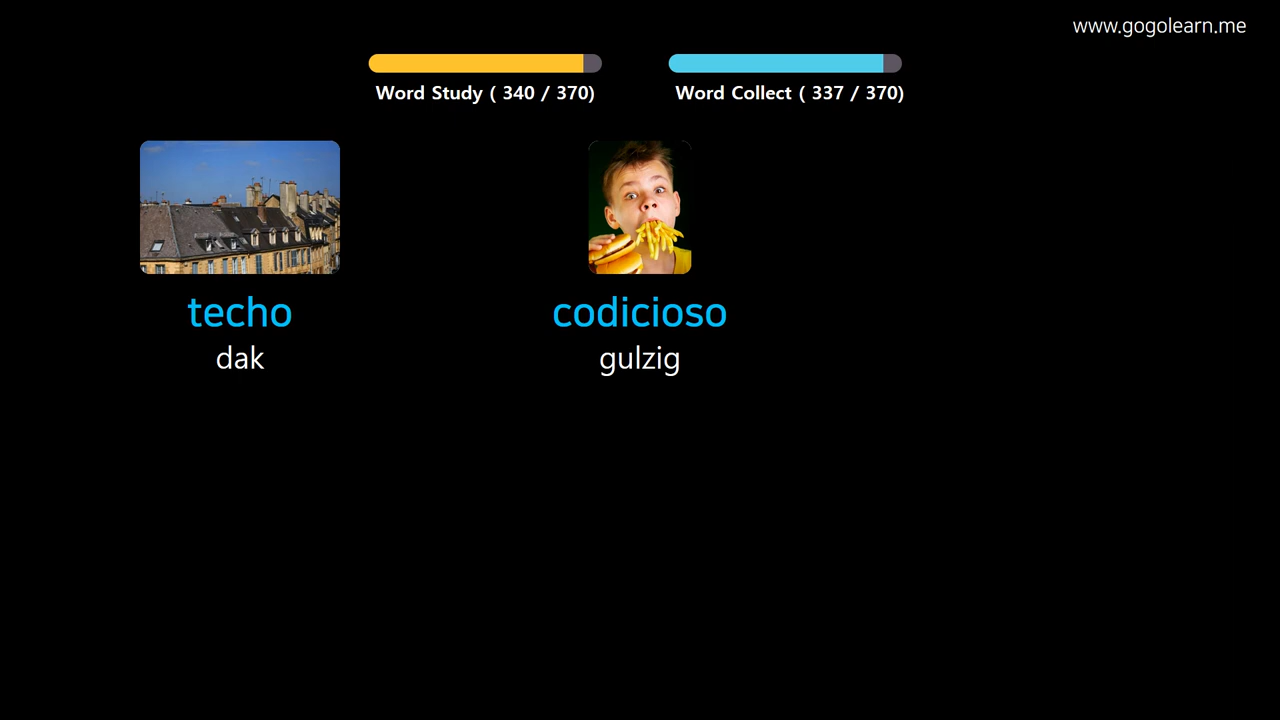 www.gogolearn.me
Word Study ( 340 / 370)
Word Collect ( 337 / 370)
techo
codicioso
dak
gulzig